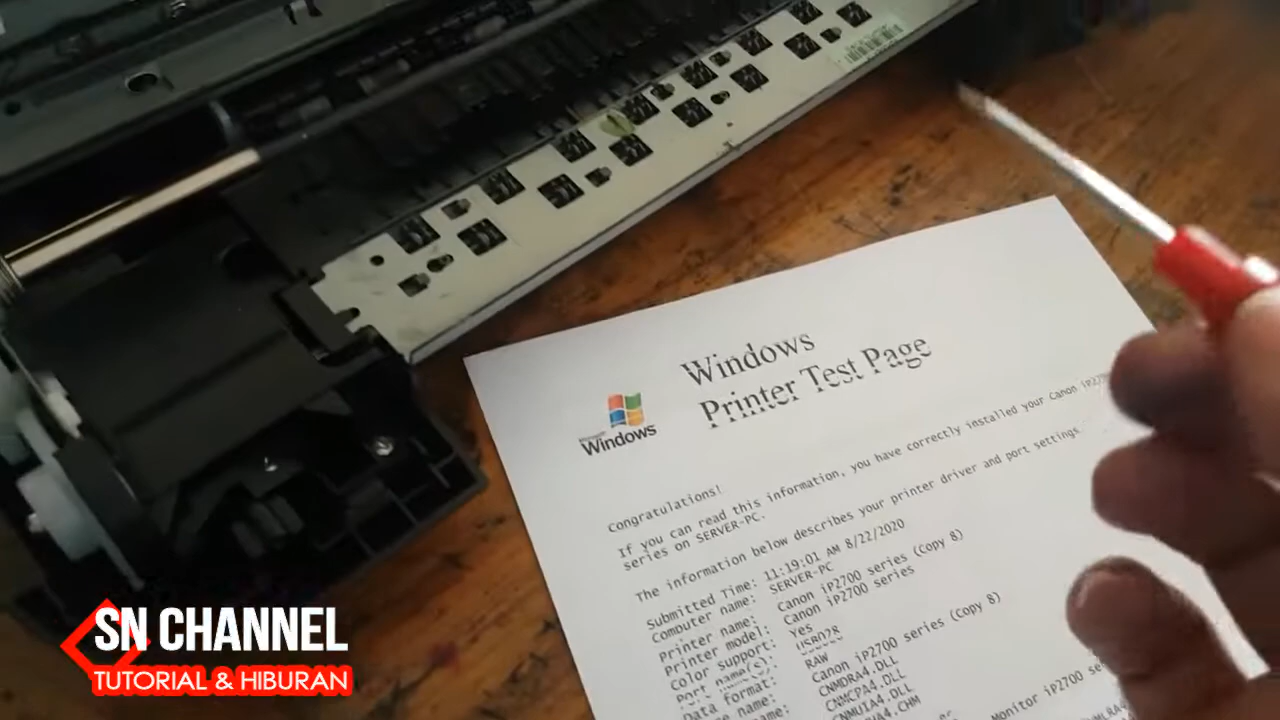 Windows
Printer Test Page
Windows
Congratulations!
If you can read this information, you have correctly installed your Canon
series on SERVER-PC.
The information below describes your printer driver and port settings.
Submitted Time: 11:19:01 AM 8/22/2020
Computer name: SERVER-PC
Printer name: Canon iP2700 series (Copy 8)
Printer model: Canon iP2700 series
Color support: Yes
Port name(s):
Data format: RAW
Canon iP2700 series (Copy 8)
CNMDRA4.DLL
CNMCPA4.DLL
CNMUIA4.DLL
Monitor iP2700
SN CHANNEL
TUTORIAL & HIBURAN